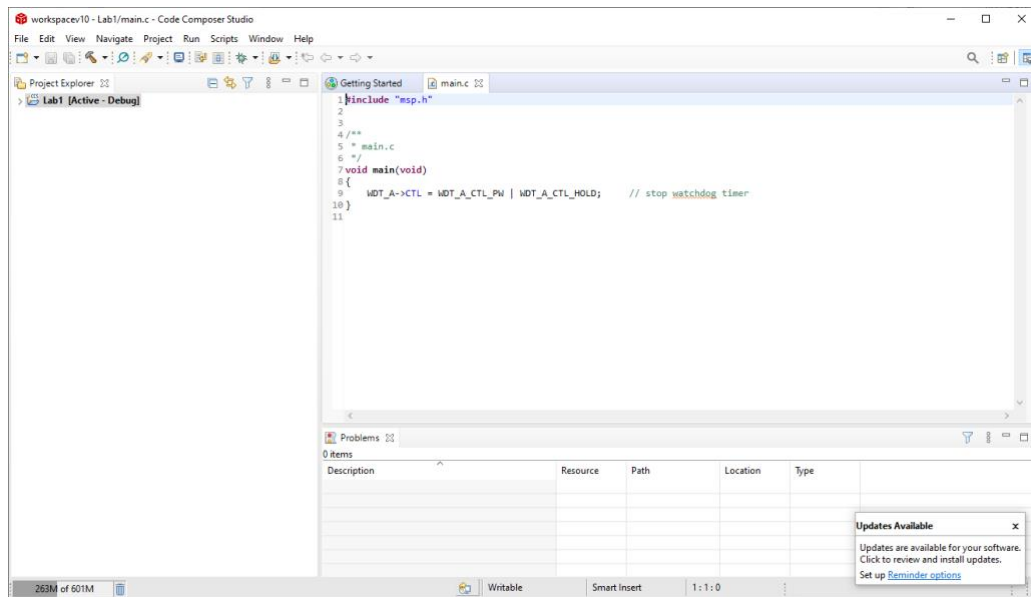 workspacev10 - Lab1/main.c - Code Composer Studio
File Edit View Navigate Project Run Scripts Window Help
Project Explorer
Lab1 [Active - Debug]
Getting Started main.c
1 #include "msp.h"
2
3
4 /**
5 * main.c
6 */
7 void main(void)
8 {
9 WDT_A->CTL = WDT_A_CTL_PW | WDT_A_CTL_HOLD; // stop watchdog timer
10 }
11
Problems
0 items
Description Resource Path Location Type
Updates Available x
Updates are available for your software.
Click to review and install updates.
Set up Reminder options
263M of 601M Writable Smart Insert 1 : 1 : 0